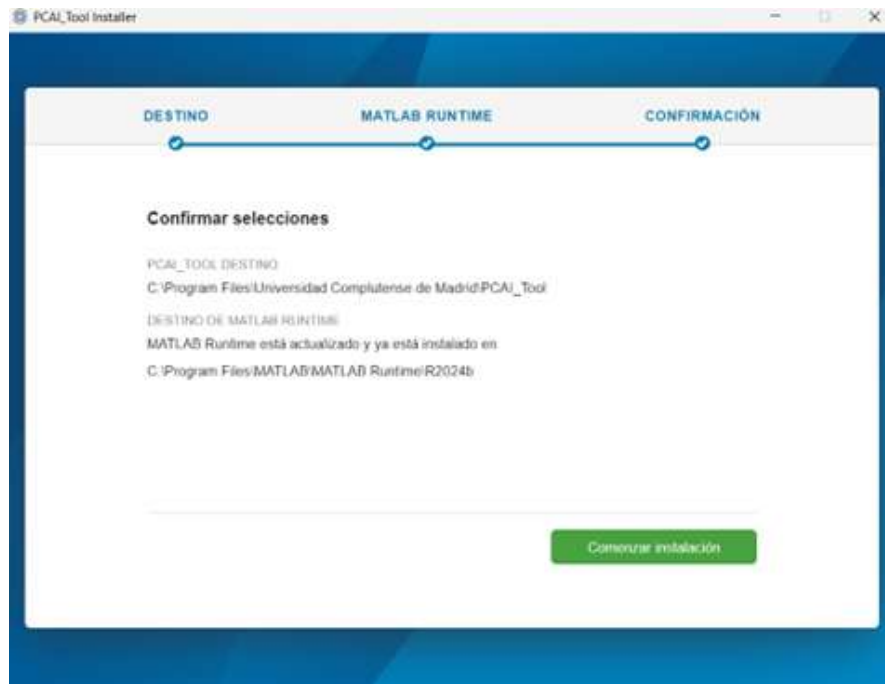 PCAI_Tool Installer
DESTINO MATLAB RUNTIME CONFIRMACIÓN
Confirmar selecciones
PCAI_TOOL DESTINO
C:\Program Files\Universidad Complutense de Madrid\PCAI_Tool
DESTINO DE MATLAB RUNTIME
MATLAB Runtime está actualizado y ya está instalado en
C:\Program Files\MATLAB\MATLAB Runtime\R2024b
Comenzar instalación